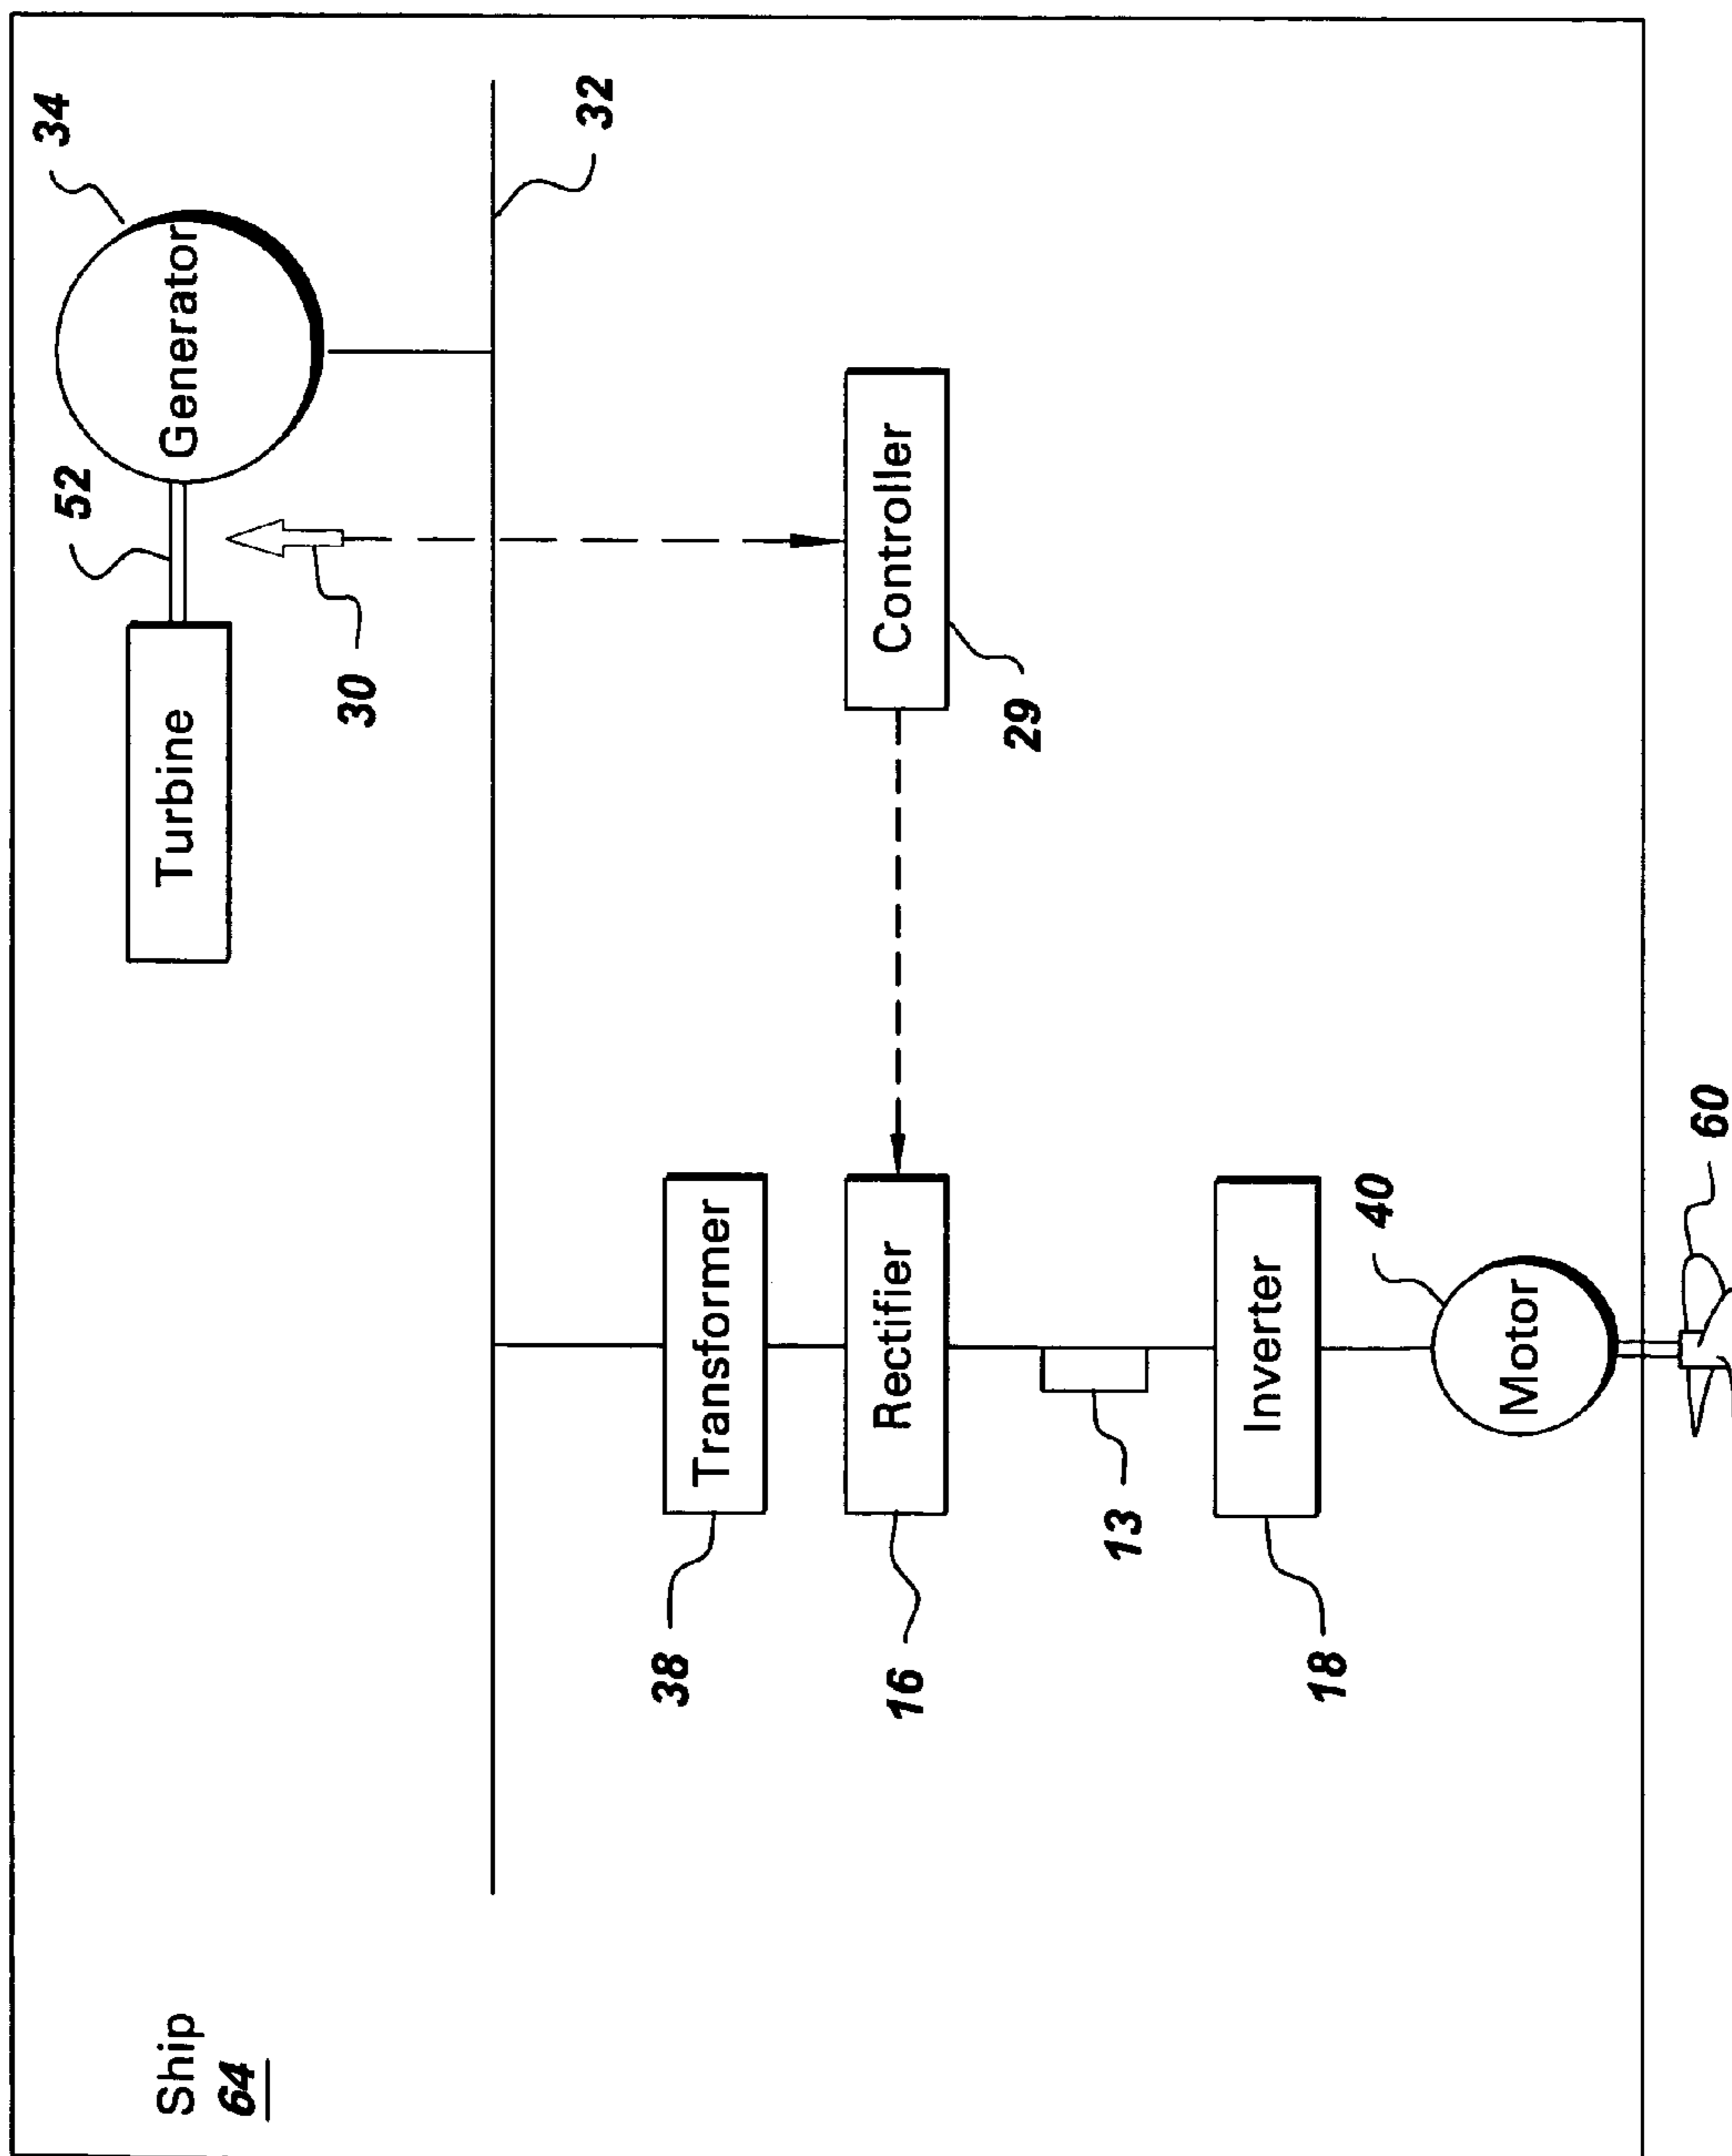 Ship
64
Turbine
52
Generator
34
30
32
Transformer
38
Controller
29
Rectifier
16
13
Inverter
18
Motor
40
60